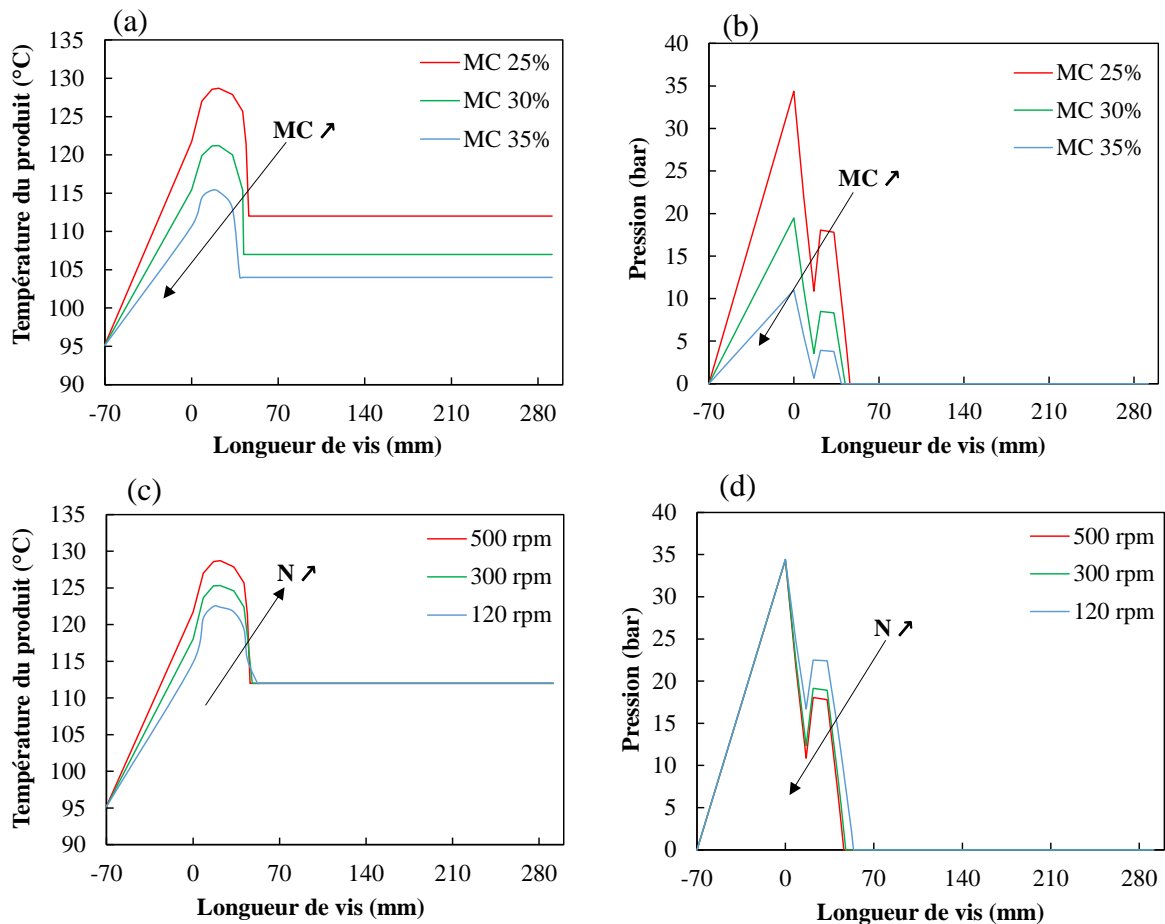 (a)
135
130
125
120
115
110
105
100
95
90
Température du produit (°C)
MC 25%
MC 30%
MC 35%
MC ↗
-70 0 70 140 210 280
Longueur de vis (mm)
(b)
40
35
30
25
20
15
10
5
0
Pression (bar)
MC 25%
MC 30%
MC 35%
MC ↗
-70 0 70 140 210 280
Longueur de vis (mm)
(c)
135
130
125
120
115
110
105
100
95
90
Température du produit (°C)
500 rpm
300 rpm
120 rpm
N ↗
-70 0 70 140 210 280
Longueur de vis (mm)
(d)
40
35
30
25
20
15
10
5
0
Pression (bar)
500 rpm
300 rpm
120 rpm
N ↗
-70 0 70 140 210 280
Longueur de vis (mm)